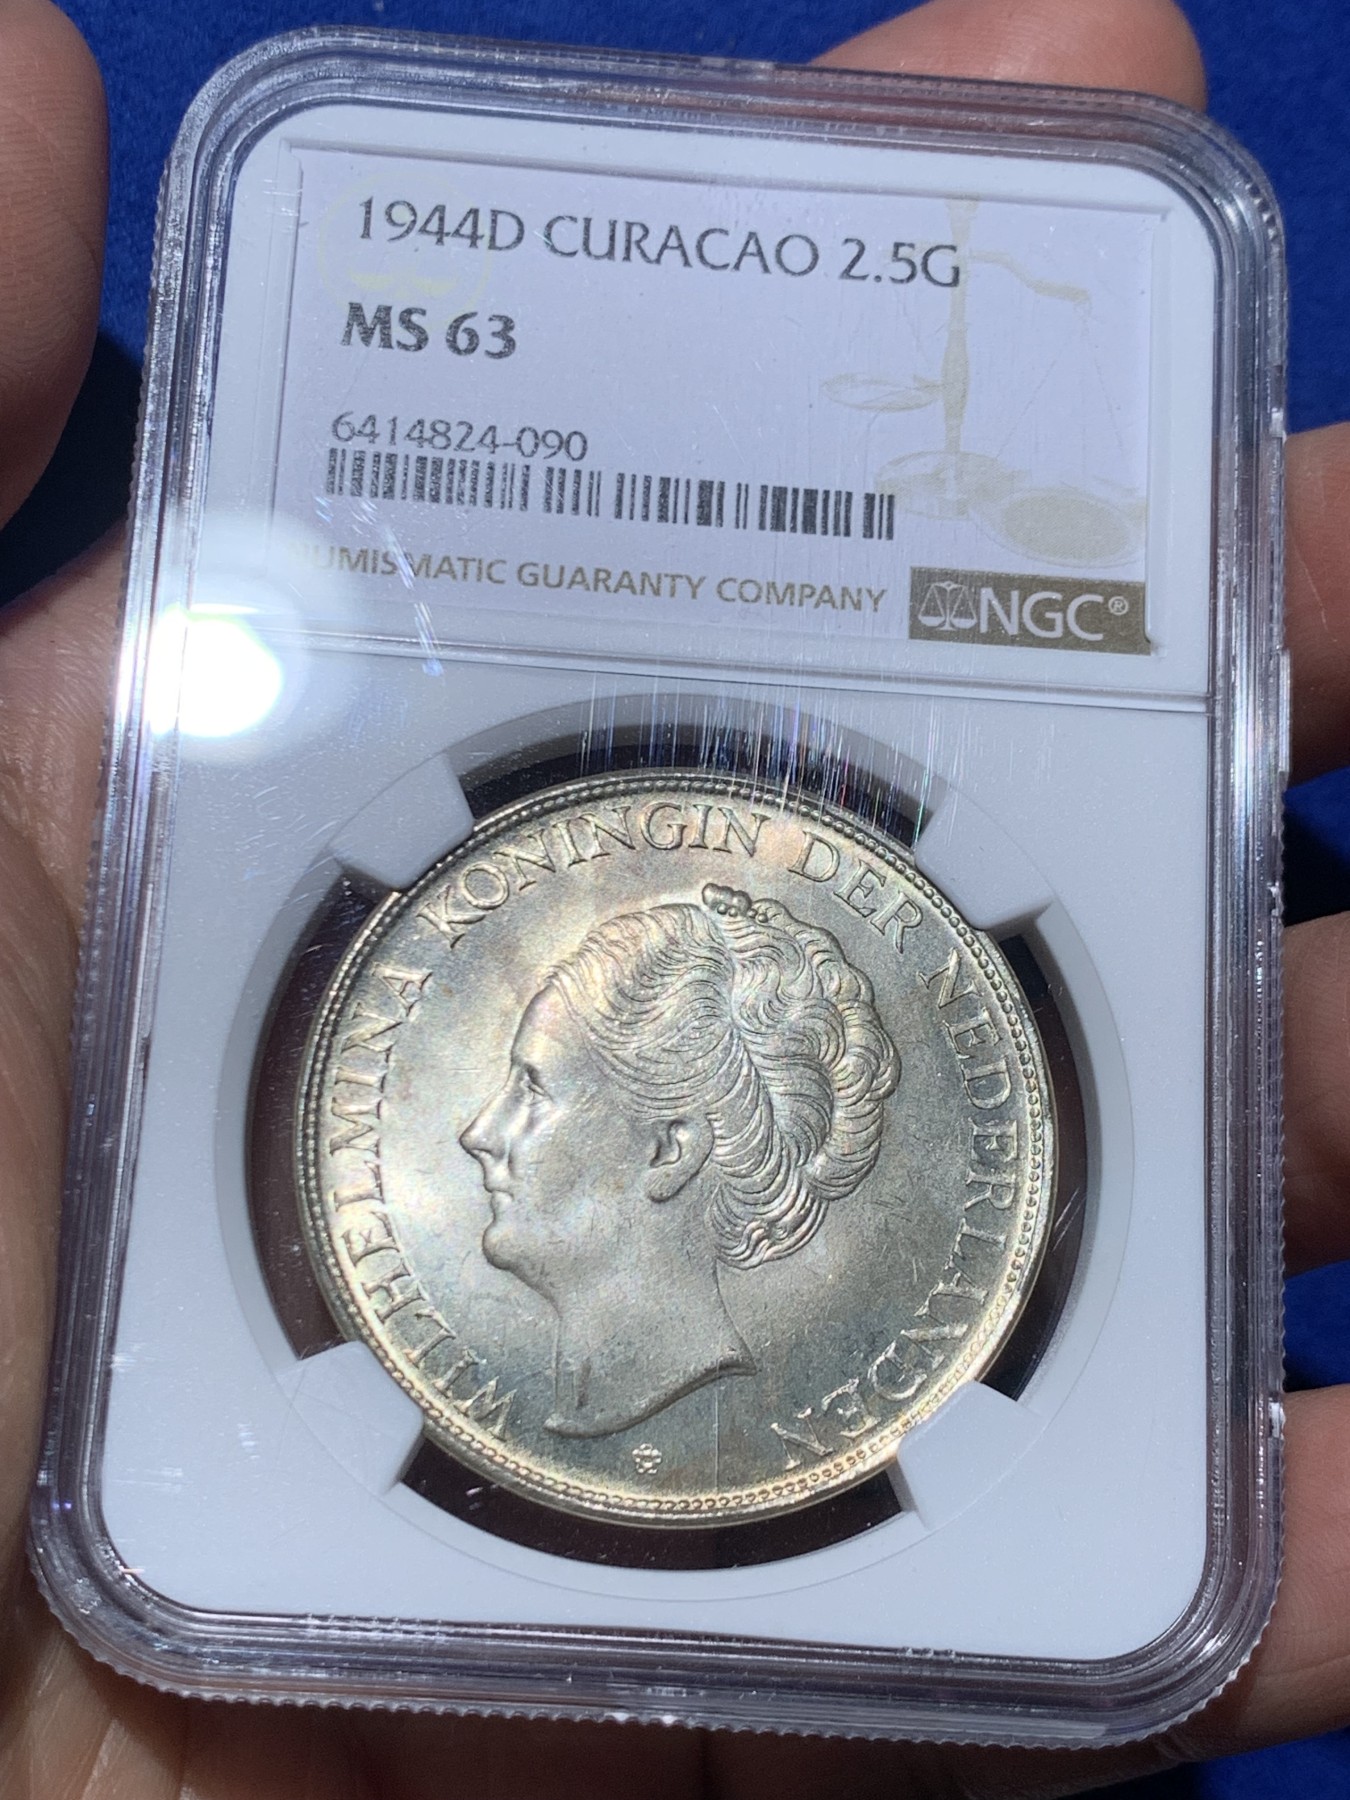 1944D CURACAO 2.5G
MS 63
6414824-090
NUMISMATIC GUARANTY COMPANY
NGC®
WILHELMINA KONINGIN DER NEDERLANDEN